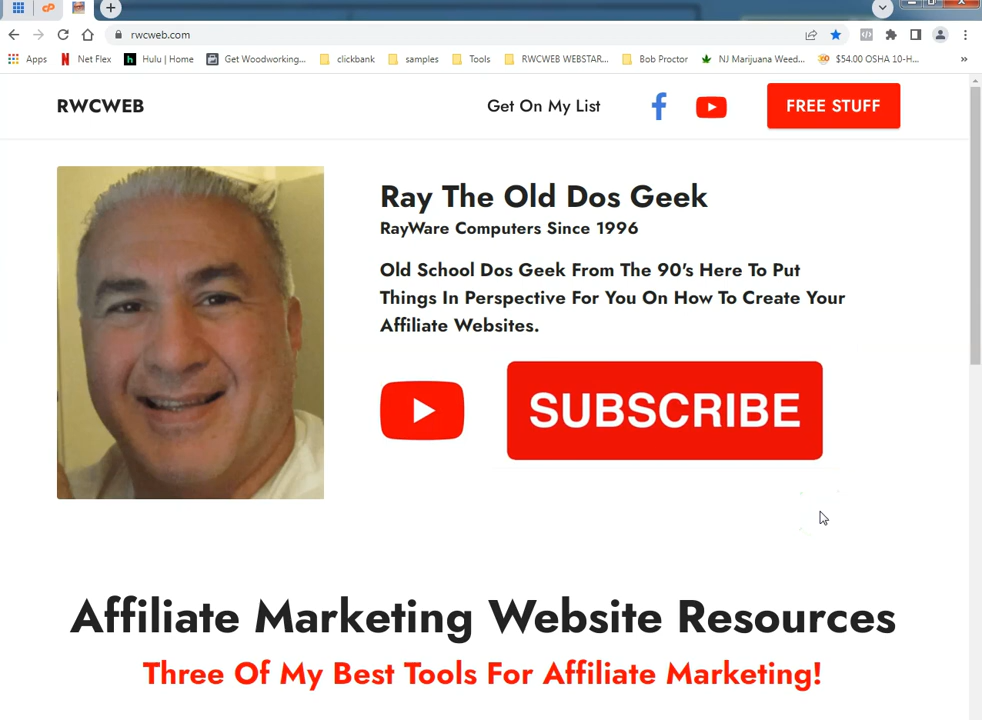 rwcweb.com
Apps Net Flex Hulu | Home Get Woodworking... clickbank samples Tools RWCWEB WEBSTAR... Bob Proctor NJ Marijuana Weed... $54.00 OSHA 10-H... »
RWCWEB Get On My List FREE STUFF
Ray The Old Dos Geek
RayWare Computers Since 1996
Old School Dos Geek From The 90's Here To Put
Things In Perspective For You On How To Create Your
Affiliate Websites.
SUBSCRIBE
Affiliate Marketing Website Resources
Three Of My Best Tools For Affiliate Marketing!